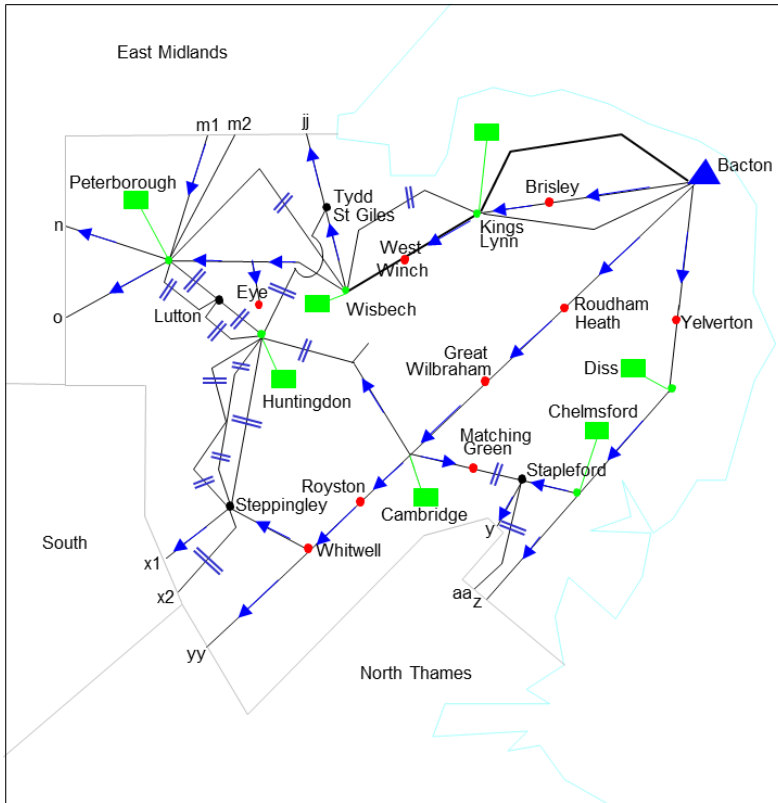 East Midlands
m1
m2
jj
Peterborough
Bacton
Brisley
Tydd
St Giles
n
Kings
Lynn
West
Winch
Eye
Lutton
Wisbech
Roudham
Heath
Yelverton
o
Great
Wilbraham
Diss
Huntingdon
Chelmsford
Matching
Green
Stapleford
Royston
Steppingley
Cambridge
y
South
Whitwell
x1
x2
aa
z
yy
North Thames